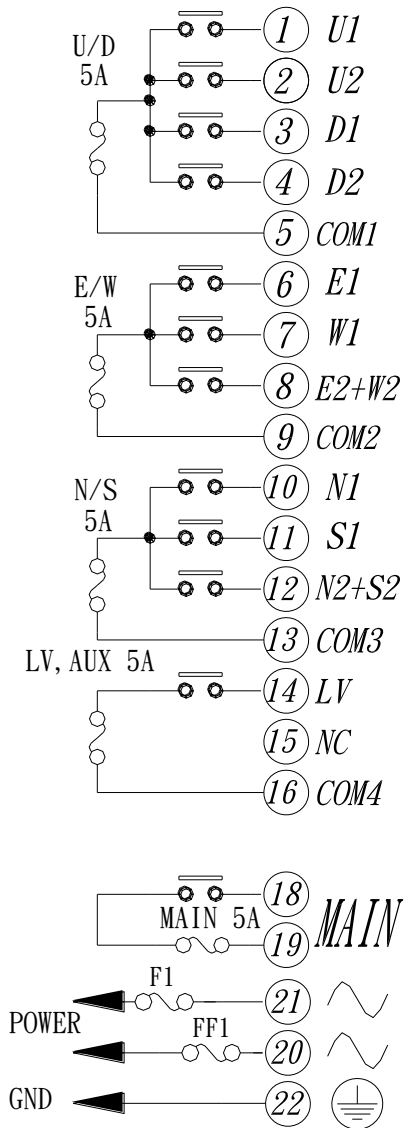 1 U1
U/D
5A
2 U2
3 D1
4 D2
5 COM1
6 E1
E/W
5A
7 W1
8 E2+W2
9 COM2
10 N1
N/S
5A
11 S1
12 N2+S2
13 COM3
LV, AUX 5A
14 LV
15 NC
16 COM4
18
MAIN 5A
MAIN
19
F1
21
POWER
FF1
20
GND
22